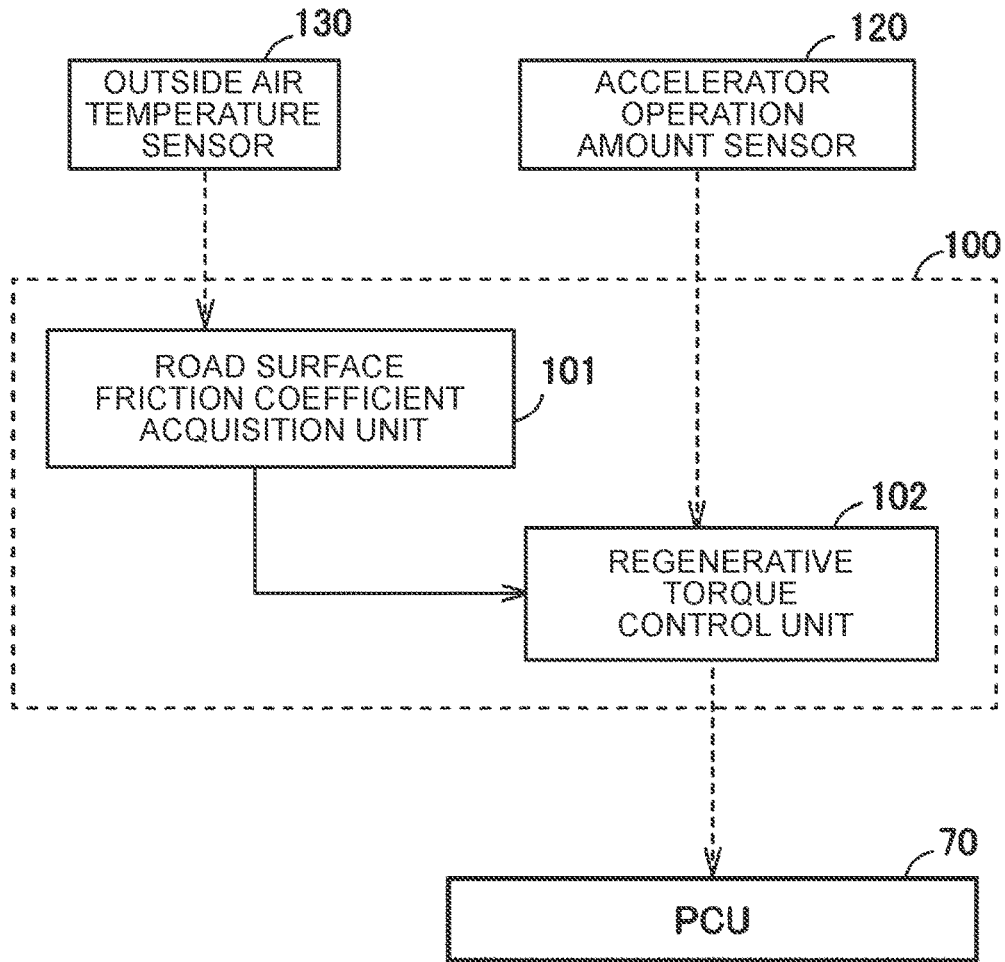 130
OUTSIDE AIR
TEMPERATURE
SENSOR
120
ACCELERATOR
OPERATION
AMOUNT SENSOR
100
ROAD SURFACE
FRICTION COEFFICIENT
ACQUISITION UNIT
101
102
REGENERATIVE
TORQUE
CONTROL UNIT
70
PCU